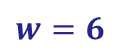 w = 6